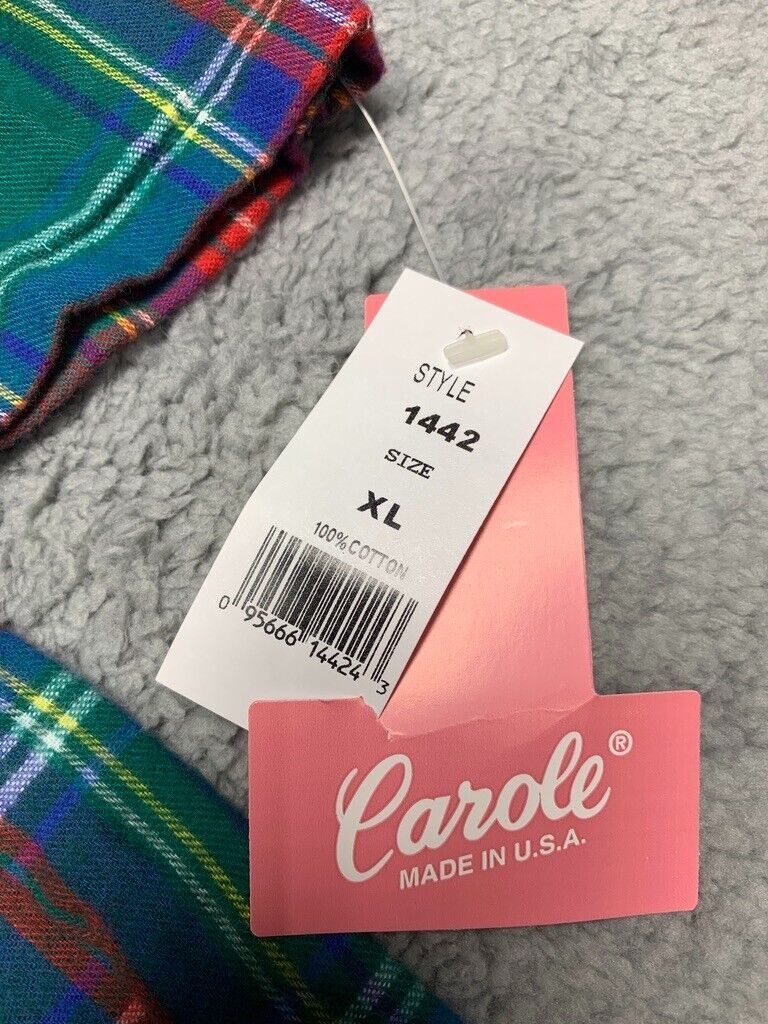 STYLE
1442
SIZE
XL
100% COTTON
0 95666 14424 3
Carole®
MADE IN U.S.A.